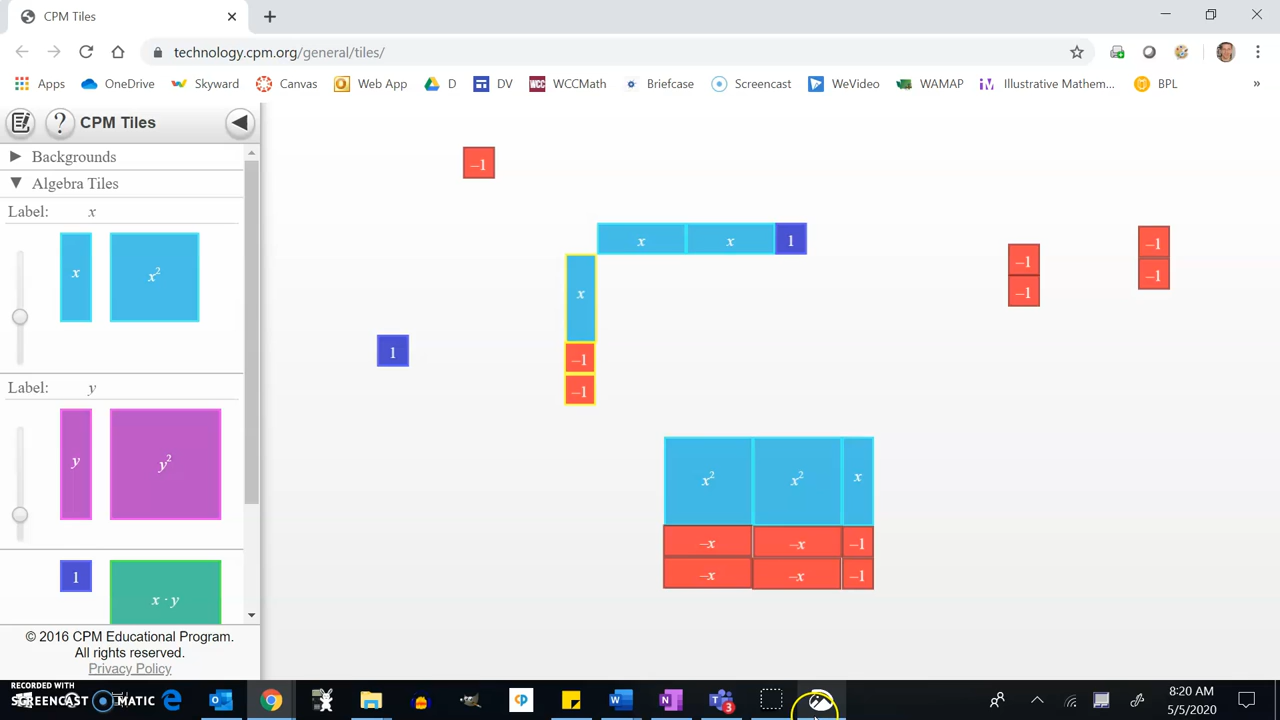 CPM Tiles
technology.cpm.org/general/tiles/
Apps OneDrive Skyward Canvas Web App D DV WCCMath Briefcase Screencast WeVideo WAMAP Illustrative Mathem... BPL »
? CPM Tiles
Backgrounds
Algebra Tiles
Label: x
x x²
Label: y
y y²
1 x · y
© 2016 CPM Educational Program.
All rights reserved.
Privacy Policy
–1
x x 1
x
–1
–1
1
–1
–1
–1
–1
x² x² x
–x –x –1
–x –x –1
RECORDED WITH
SCREENCAST MATIC
3
8:20 AM
5/5/2020